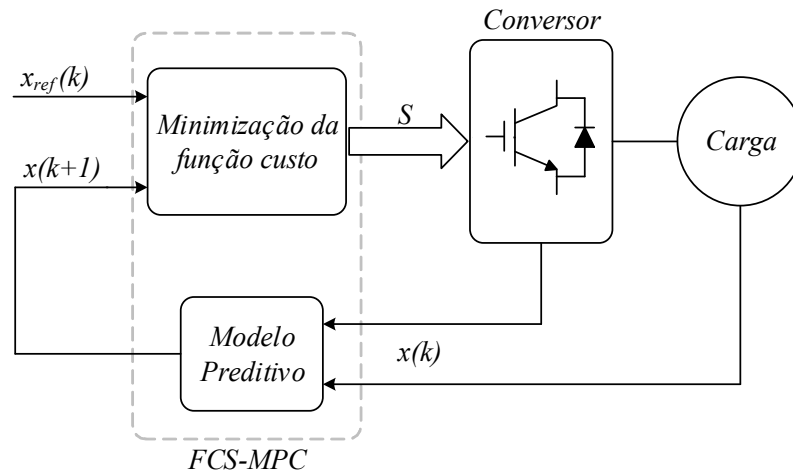 Conversor
x_ref(k)
Minimização da
função custo
S
Carga
x(k+1)
Modelo
Preditivo
x(k)
FCS-MPC